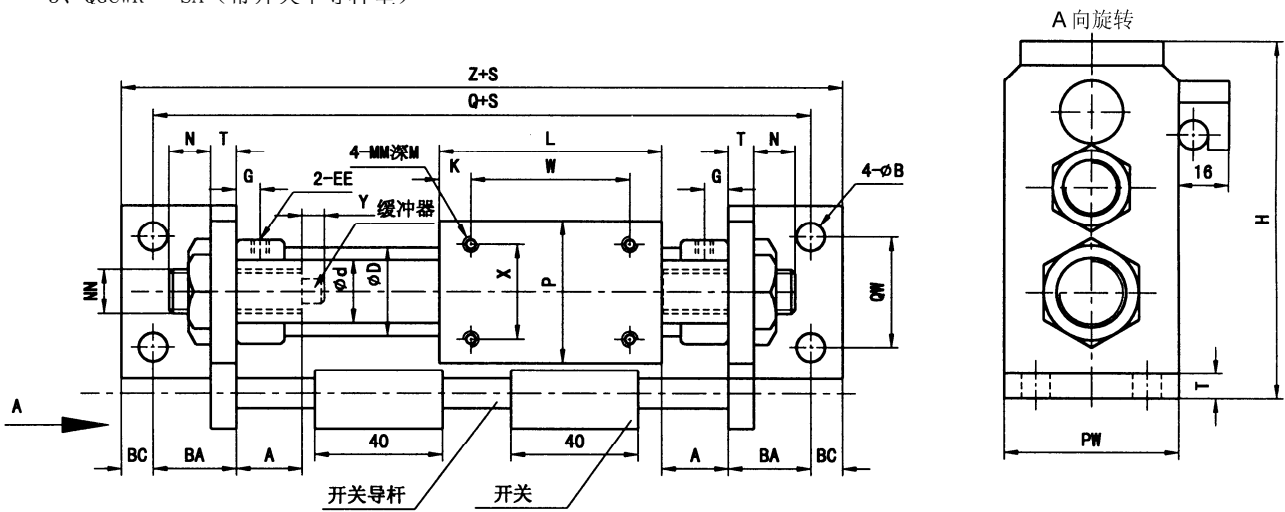 A向旋转
Z+S
Q+S
N T L T N
4-MM深M K W G 4-øB
G 2-EE Y 缓冲器 16
H
NN ød øD X P QW
T
A
40 40 PW
BC BA A A BA BC
开关导杆 开关